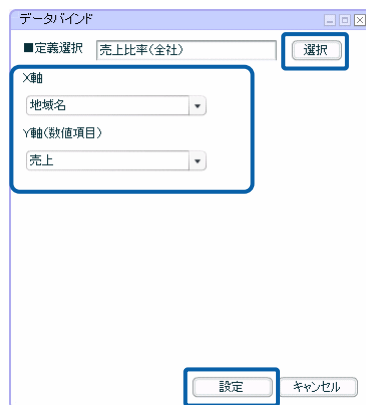 データバインド
■定義選択 売上比率(全社) 選択
X軸
地域名
Y軸(数値項目)
売上
設定 キャンセル